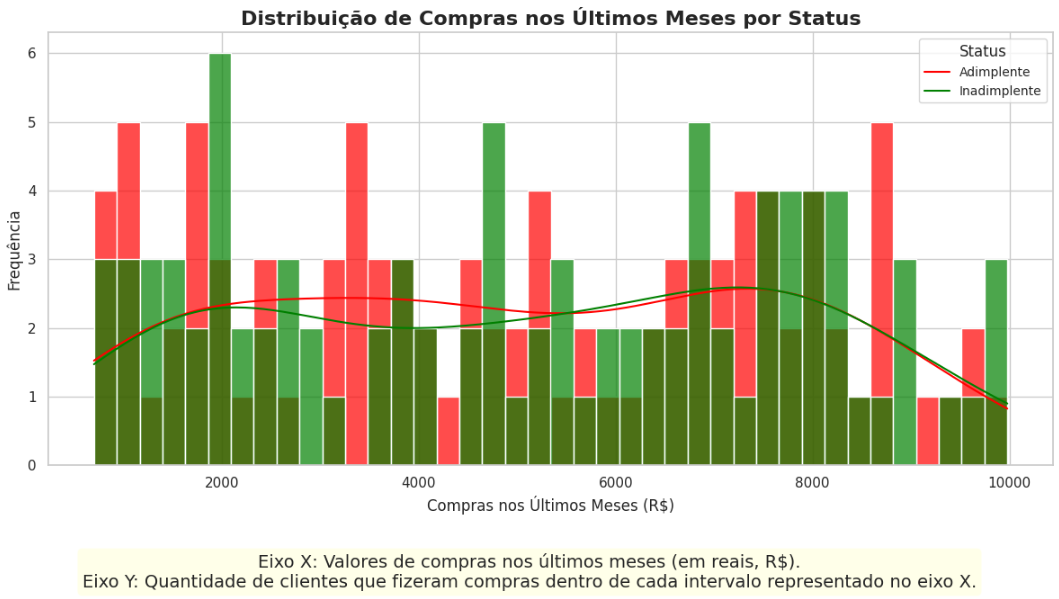 Distribuição de Compras nos Últimos Meses por Status
Status
Adimplente
Inadimplente
Frequência
6
5
4
3
2
1
0
2000
4000
6000
8000
10000
Compras nos Últimos Meses (R$)
Eixo X: Valores de compras nos últimos meses (em reais, R$).
Eixo Y: Quantidade de clientes que fizeram compras dentro de cada intervalo representado no eixo X.